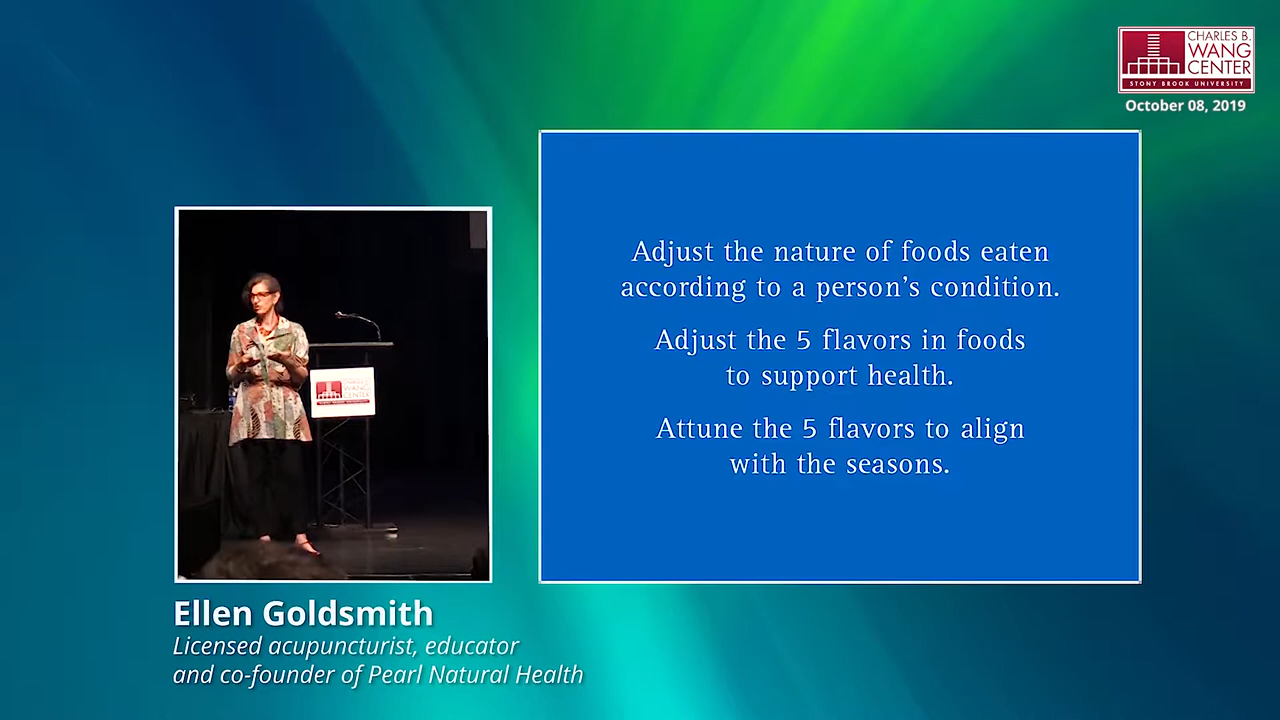 CHARLES B.
WANG
CENTER
STONY BROOK UNIVERSITY
October 08, 2019
Adjust the nature of foods eaten
according to a person’s condition.
Adjust the 5 flavors in foods
to support health.
Attune the 5 flavors to align
with the seasons.
WANG
CENTER
Ellen Goldsmith
Licensed acupuncturist, educator
and co-founder of Pearl Natural Health